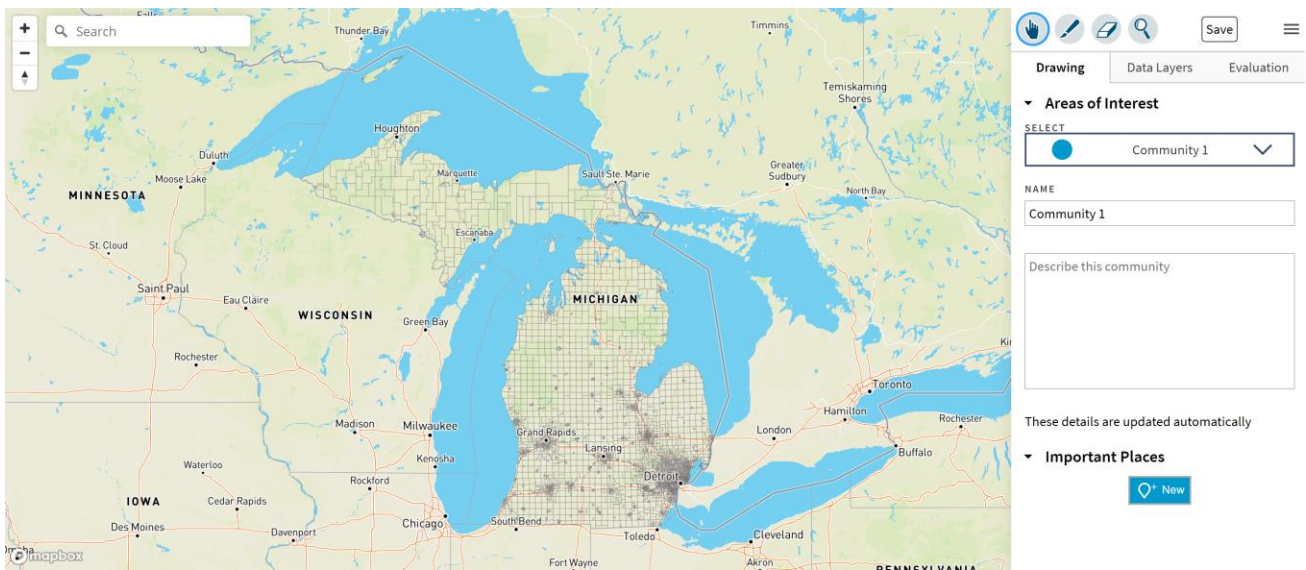 Search
Falls
Thunder Bay
Timmins
Temiskaming
Shores
Houghton
Duluth
Marquette
Sault Ste. Marie
Greater
Sudbury
North Bay
Moose Lake
MINNESOTA
Escanaba
St. Cloud
Saint Paul
Eau Claire
WISCONSIN
Green Bay
MICHIGAN
Rochester
Toronto
Hamilton
Rochester
Madison
Milwaukee
Grand Rapids
Lansing
London
Buffalo
Waterloo
Kenosha
Rockford
Detroit
IOWA
Cedar Rapids
Des Moines
Davenport
Chicago
South Bend
Toledo
Cleveland
Fort Wayne
Akron
PENNSYLVANIA
mapbox
Save
Drawing Data Layers Evaluation
Areas of Interest
SELECT
Community 1
NAME
Community 1
Describe this community
These details are updated automatically
Important Places
New